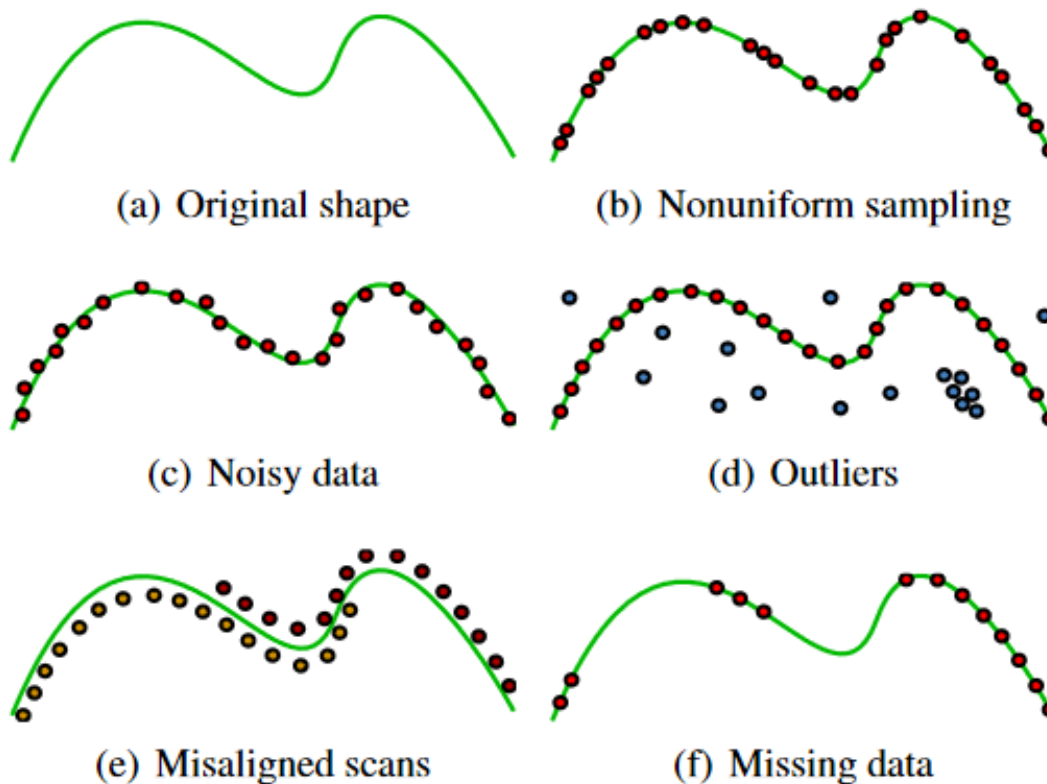 (a) Original shape
(b) Nonuniform sampling
(c) Noisy data
(d) Outliers
(e) Misaligned scans
(f) Missing data